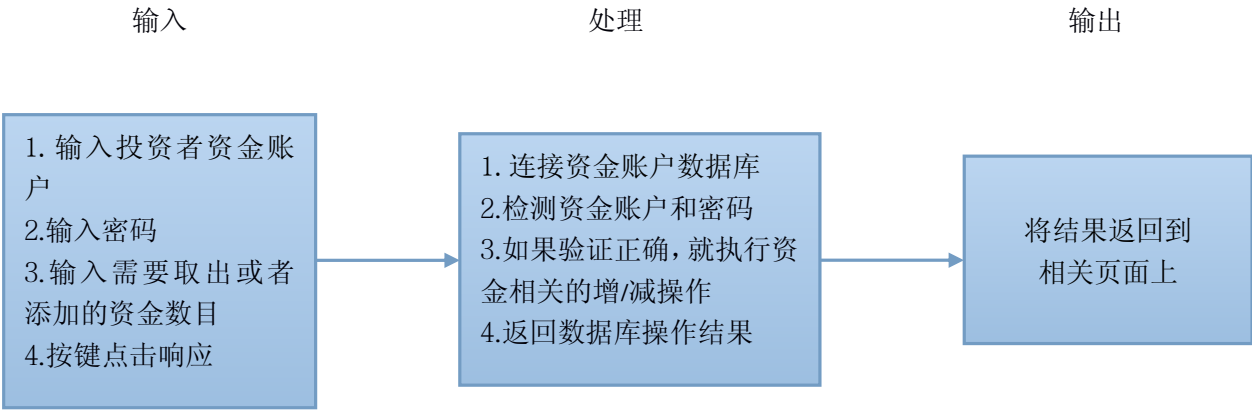 输入
处理
输出
1. 输入投资者资金账
户
2.输入密码
3.输入需要取出或者
添加的资金数目
4.按键点击响应
1. 连接资金账户数据库
2.检测资金账户和密码
3.如果验证正确，就执行资
金相关的增/减操作
4.返回数据库操作结果
将结果返回到
相关页面上